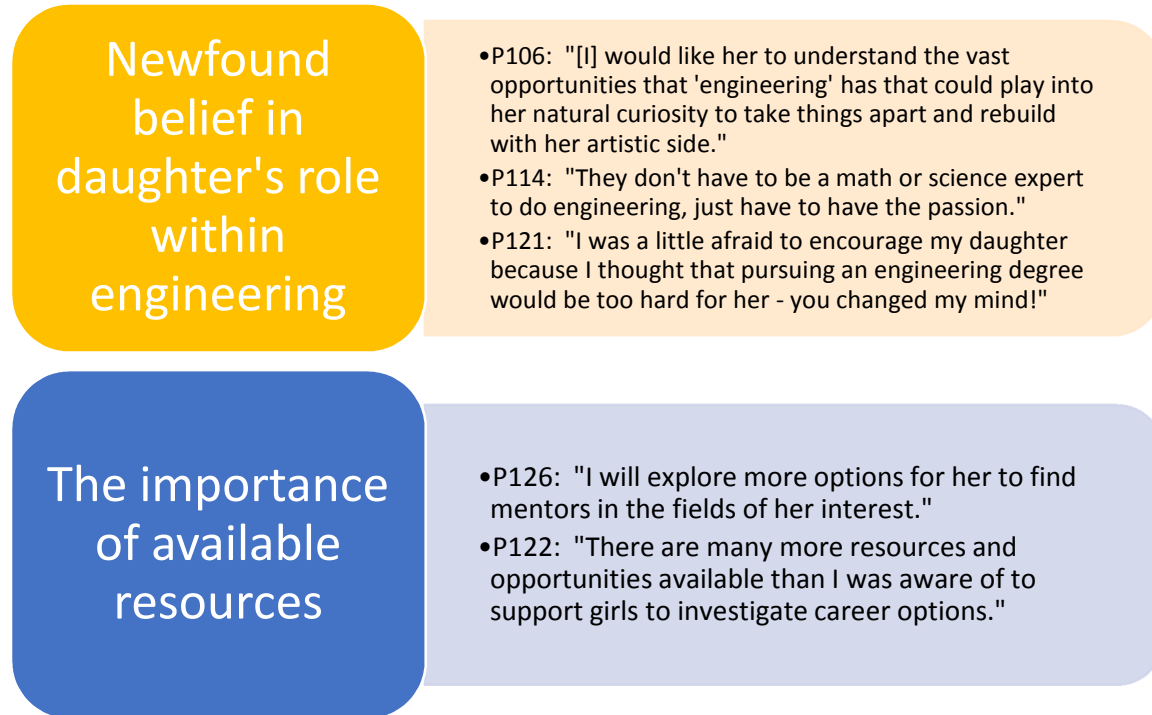 Newfound
belief in
daughter's role
within
engineering
•P106: "[I] would like her to understand the vast
opportunities that 'engineering' has that could play into
her natural curiosity to take things apart and rebuild
with her artistic side."
•P114: "They don't have to be a math or science expert
to do engineering, just have to have the passion."
•P121: "I was a little afraid to encourage my daughter
because I thought that pursuing an engineering degree
would be too hard for her - you changed my mind!"
The importance
of available
resources
•P126: "I will explore more options for her to find
mentors in the fields of her interest."
•P122: "There are many more resources and
opportunities available than I was aware of to
support girls to investigate career options."